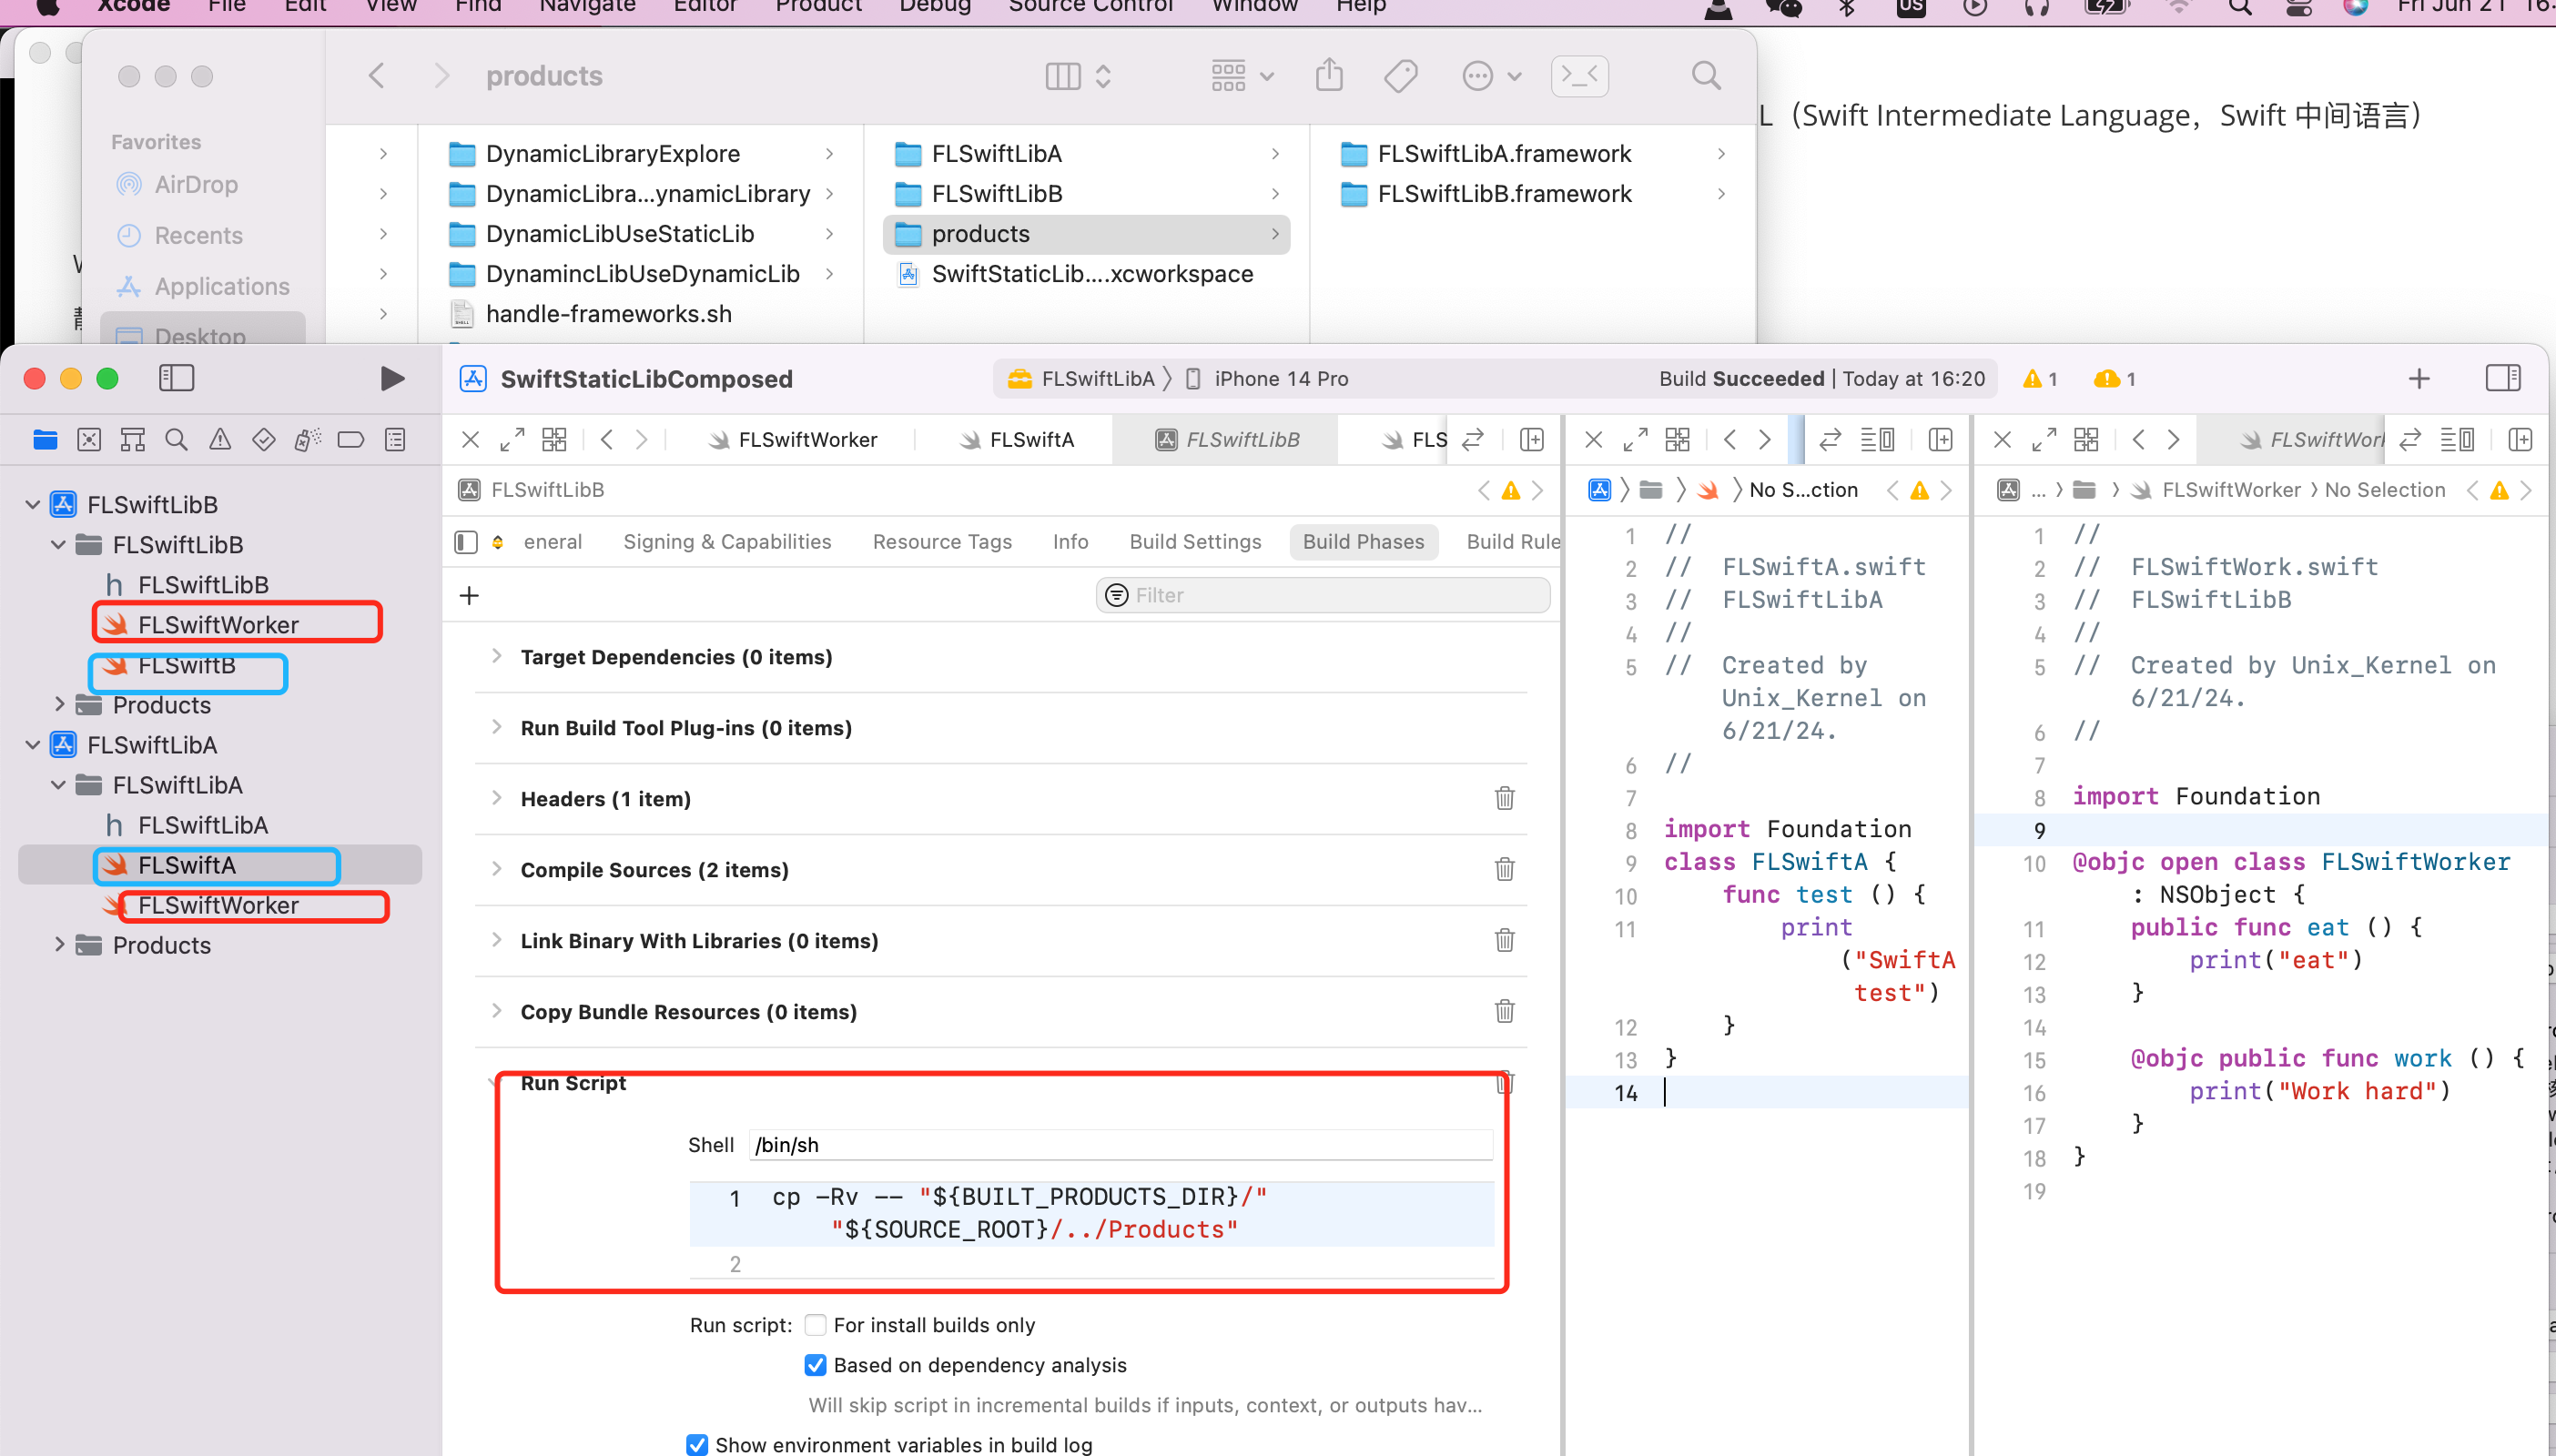 Xcode File Edit View Find Navigate Editor Product Debug Source Control Window Help US Fri Jun 21 16:
products
L（Swift Intermediate Language，Swift 中间语言）
Favorites
AirDrop
Recents
Applications
Desktop
DynamicLibraryExplore
DynamicLibra...ynamicLibrary
DynamicLibUseStaticLib
DynamincLibUseDynamicLib
handle-frameworks.sh
FLSwiftLibA
FLSwiftLibB
products
SwiftStaticLib....xcworkspace
FLSwiftLibA.framework
FLSwiftLibB.framework
SwiftStaticLibComposed
FLSwiftLibA 〉 iPhone 14 Pro
Build Succeeded | Today at 16:20
1
1
FLSwiftLibB
FLSwiftLibB
FLSwiftLibB
FLSwiftWorker
FLSwiftB
Products
FLSwiftLibA
FLSwiftLibA
FLSwiftLibA
FLSwiftA
FLSwiftWorker
Products
FLSwiftWorker FLSwiftA FLSwiftLibB FLS
FLSwiftLibB
eneral Signing & Capabilities Resource Tags Info Build Settings Build Phases Build Rule
Filter
Target Dependencies (0 items)
Run Build Tool Plug-ins (0 items)
Headers (1 item)
Compile Sources (2 items)
Link Binary With Libraries (0 items)
Copy Bundle Resources (0 items)
Run Script
Shell /bin/sh
1 cp -Rv -- "${BUILT_PRODUCTS_DIR}/"
"${SOURCE_ROOT}/../Products"
2
Run script: For install builds only
Based on dependency analysis
Will skip script in incremental builds if inputs, context, or outputs hav...
Show environment variables in build log
No S...ction
1 //
2 // FLSwiftA.swift
3 // FLSwiftLibA
4 //
5 // Created by
Unix_Kernel on
6/21/24.
6 //
7
8 import Foundation
9 class FLSwiftA {
10 func test () {
11 print
("SwiftA
test")
12 }
13 }
14
FLSwiftWork
... FLSwiftWorker No Selection
1 //
2 // FLSwiftWork.swift
3 // FLSwiftLibB
4 //
5 // Created by Unix_Kernel on
6/21/24.
6 //
7
8 import Foundation
9
10 @objc open class FLSwiftWorker
: NSObject {
11 public func eat () {
12 print("eat")
13 }
14
15 @objc public func work () {
16 print("Work hard")
17 }
18 }
19